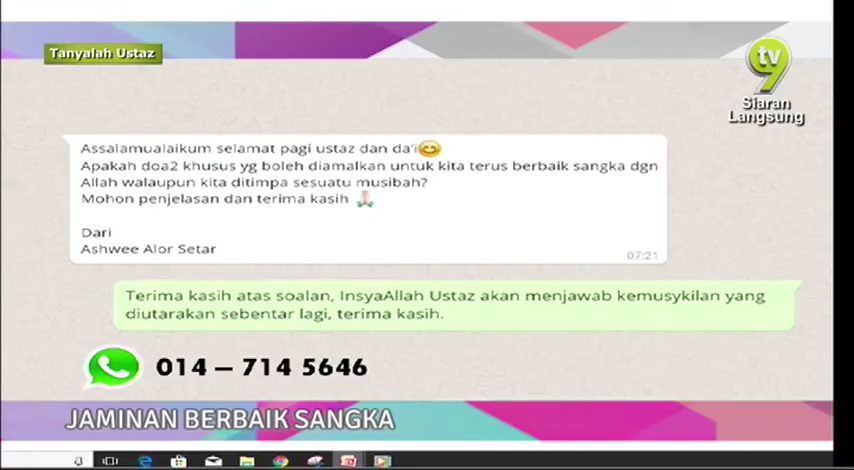 Tanyalah Ustaz
tv
9
Siaran
Langsung
Assalamualaikum selamat pagi ustaz dan da'i😊
Apakah doa2 khusus yg boleh diamalkan untuk kita terus berbaik sangka dgn
Allah walaupun kita ditimpa sesuatu musibah?
Mohon penjelasan dan terima kasih 🙏🏻
Dari
Ashwee Alor Setar
07:21
Terima kasih atas soalan, InsyaAllah Ustaz akan menjawab kemusykilan yang
diutarakan sebentar lagi, terima kasih.
014 – 714 5646
JAMINAN BERBAIK SANGKA